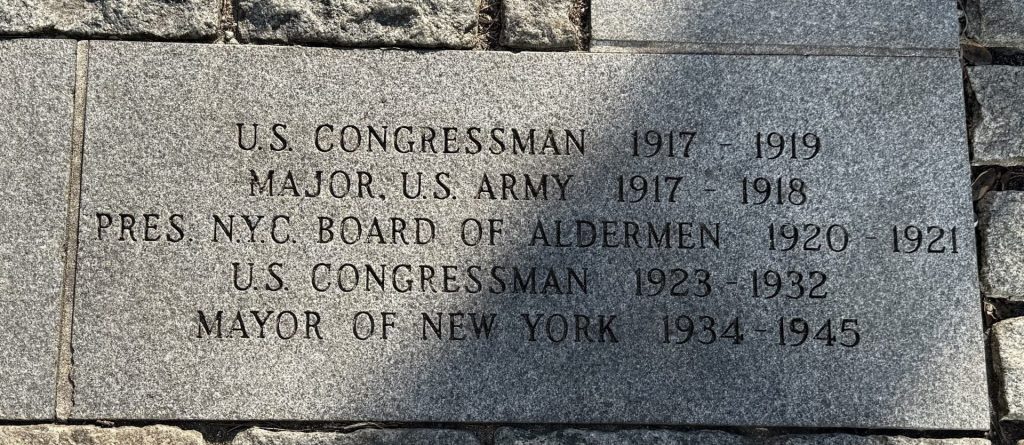 U.S. CONGRESSMAN 1917 - 1919
MAJOR, U.S. ARMY 1917 - 1918
PRES. N.Y.C. BOARD OF ALDERMEN 1920 - 1921
U.S. CONGRESSMAN 1923 - 1932
MAYOR OF NEW YORK 1934 - 1945